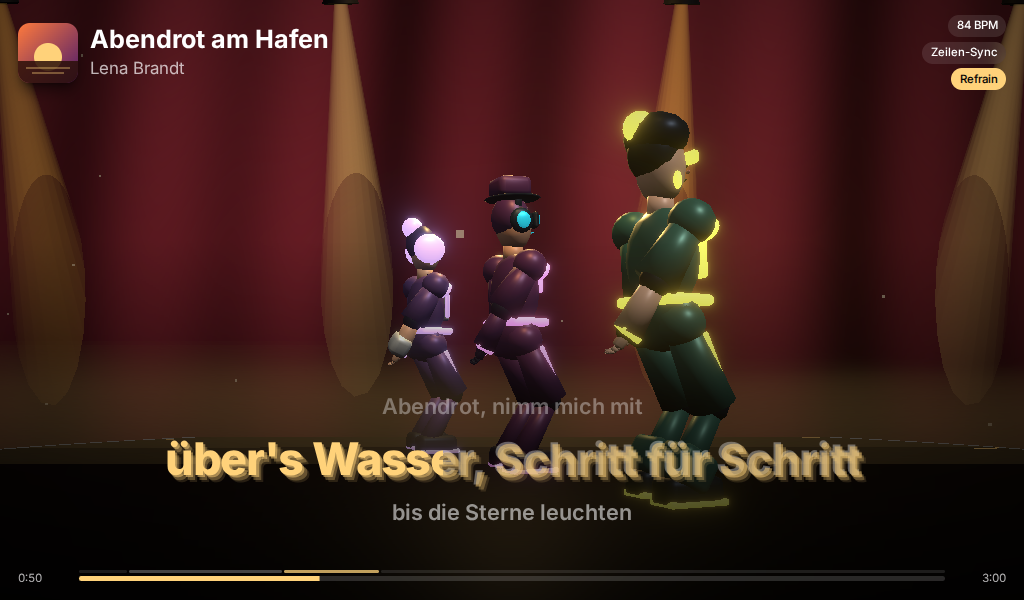 Abendrot am Hafen
Lena Brandt
84 BPM
Zeilen-Sync
Refrain
Abendrot, nimm mich mit
über's Wasser, Schritt für Schritt
bis die Sterne leuchten
0:50
3:00